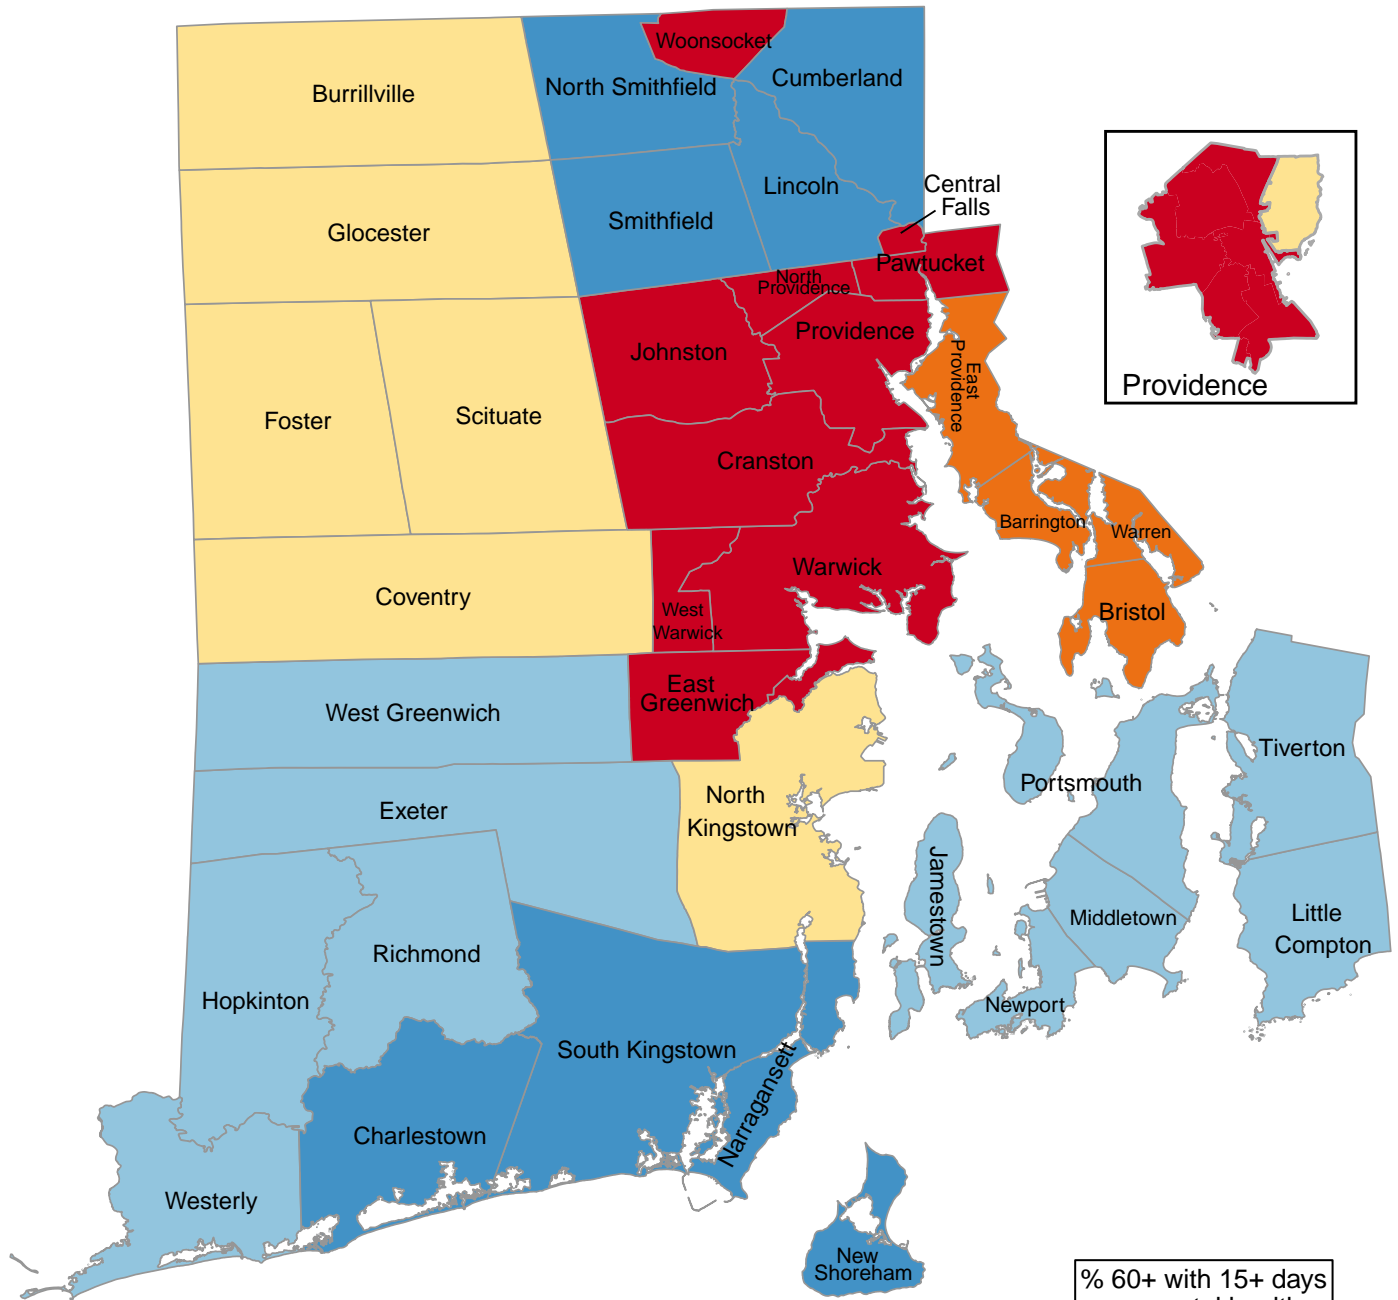 Woonsocket
Burrillville
North Smithfield
Cumberland
Central
Falls
Lincoln
Glocester
Smithfield
Pawtucket
North
Providence
Providence
Johnston
East
Providence
Providence
Foster
Scituate
Cranston
Barrington
Warren
Warwick
Coventry
West
Warwick
Bristol
East
Greenwich
West Greenwich
Tiverton
Portsmouth
North
Kingstown
Exeter
Jamestown
Middletown
Little
Compton
Richmond
Hopkinton
Newport
South Kingstown
Narragansett
Charlestown
Westerly
New
Shoreham
% 60+ with 15+ days